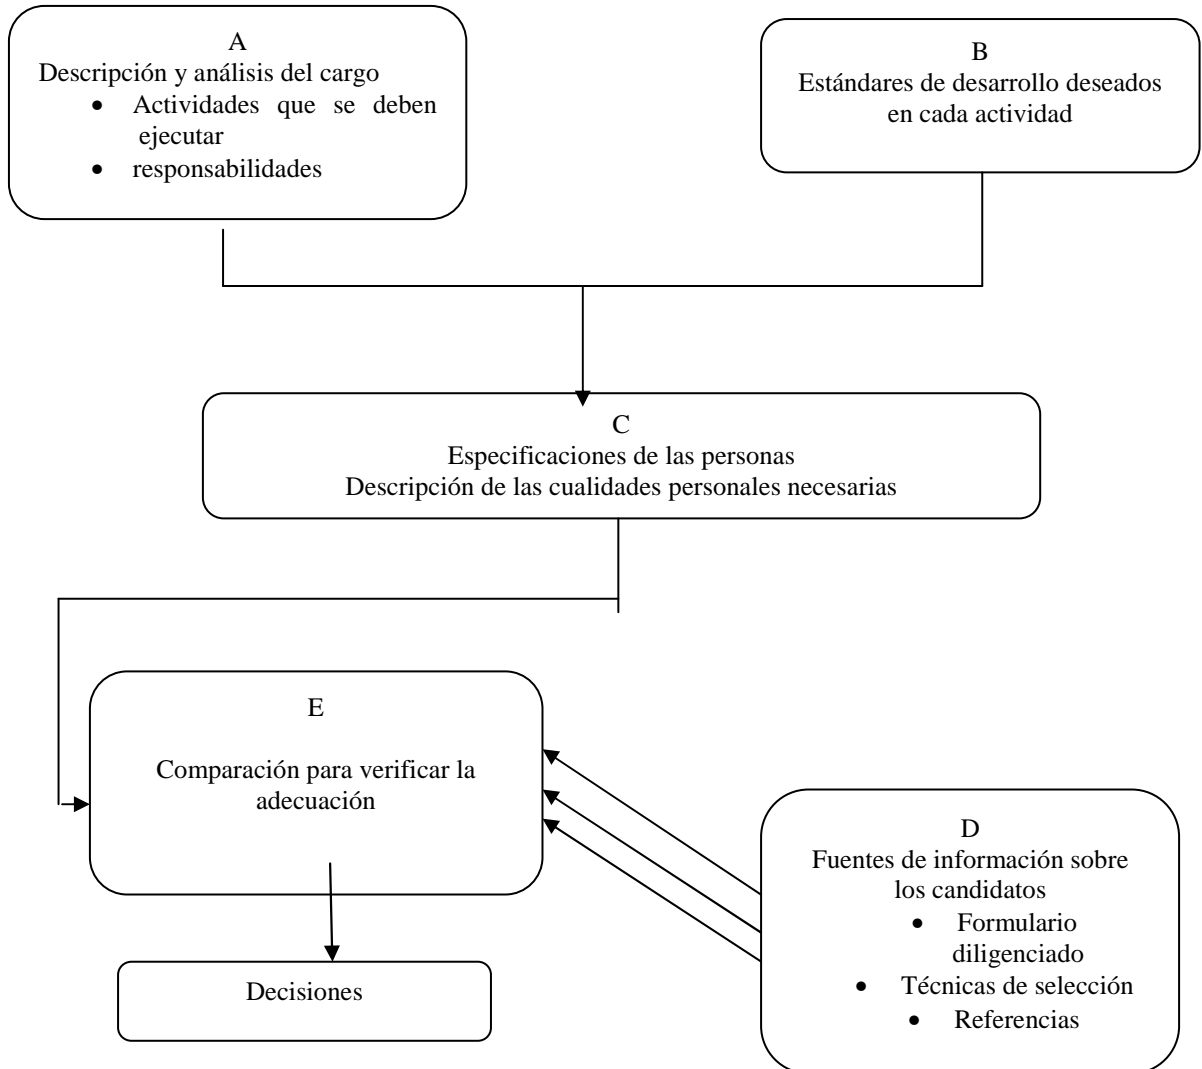 A
Descripción y análisis del cargo
• Actividades que se deben
ejecutar
• responsabilidades
B
Estándares de desarrollo deseados
en cada actividad
C
Especificaciones de las personas
Descripción de las cualidades personales necesarias
E
Comparación para verificar la
adecuación
D
Fuentes de información sobre
los candidatos
• Formulario
diligenciado
• Técnicas de selección
• Referencias
Decisiones